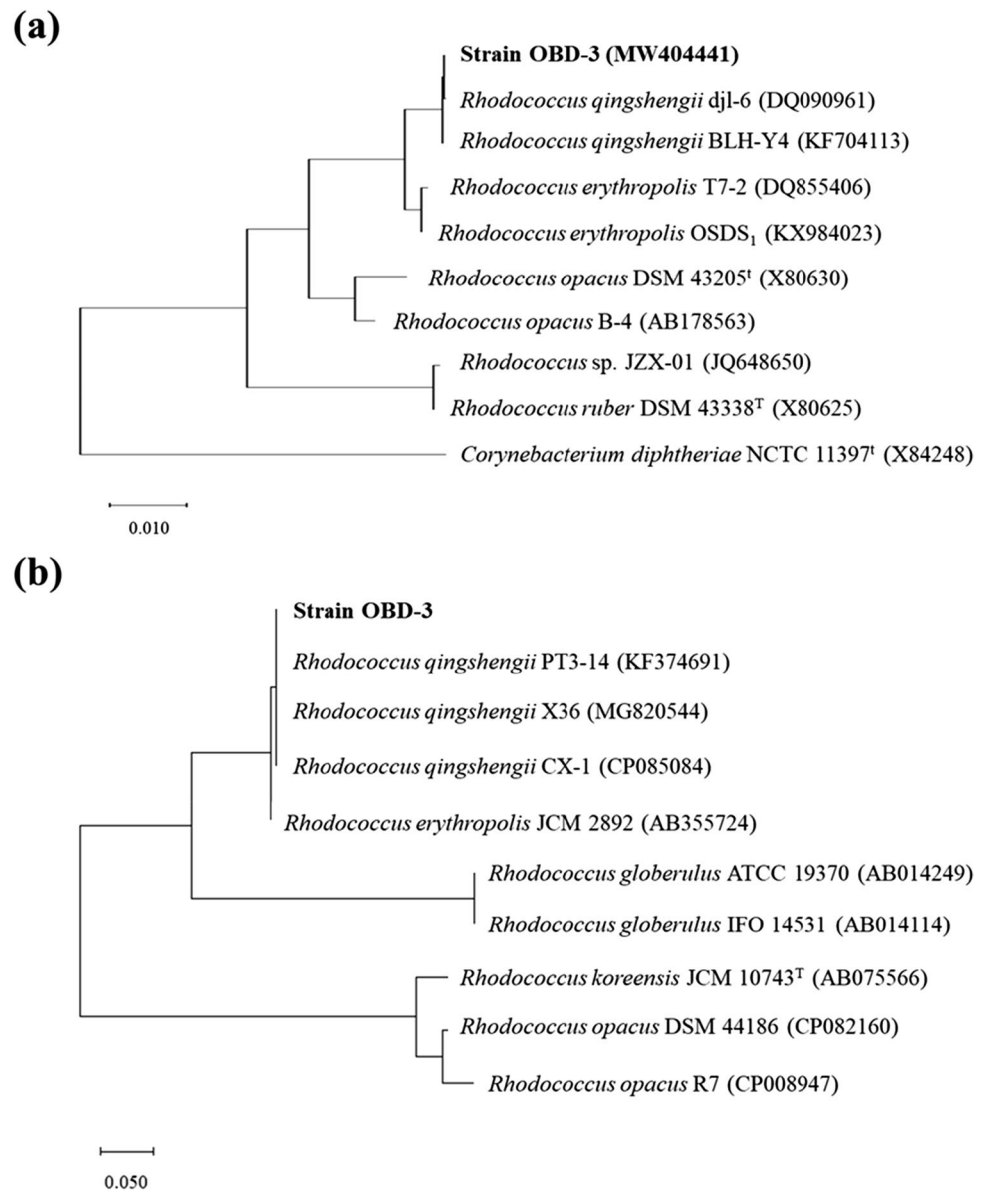 (a)
Strain OBD-3 (MW404441)
Rhodococcus qingshengii djl-6 (DQ090961)
Rhodococcus qingshengii BLH-Y4 (KF704113)
Rhodococcus erythropolis T7-2 (DQ855406)
Rhodococcus erythropolis OSDS₁ (KX984023)
Rhodococcus opacus DSM 43205ᵗ (X80630)
Rhodococcus opacus B-4 (AB178563)
Rhodococcus sp. JZX-01 (JQ648650)
Rhodococcus ruber DSM 43338ᵀ (X80625)
Corynebacterium diphtheriae NCTC 11397ᵗ (X84248)
0.010
(b)
Strain OBD-3
Rhodococcus qingshengii PT3-14 (KF374691)
Rhodococcus qingshengii X36 (MG820544)
Rhodococcus qingshengii CX-1 (CP085084)
Rhodococcus erythropolis JCM 2892 (AB355724)
Rhodococcus globerulus ATCC 19370 (AB014249)
Rhodococcus globerulus IFO 14531 (AB014114)
Rhodococcus koreensis JCM 10743ᵀ (AB075566)
Rhodococcus opacus DSM 44186 (CP082160)
Rhodococcus opacus R7 (CP008947)
0.050